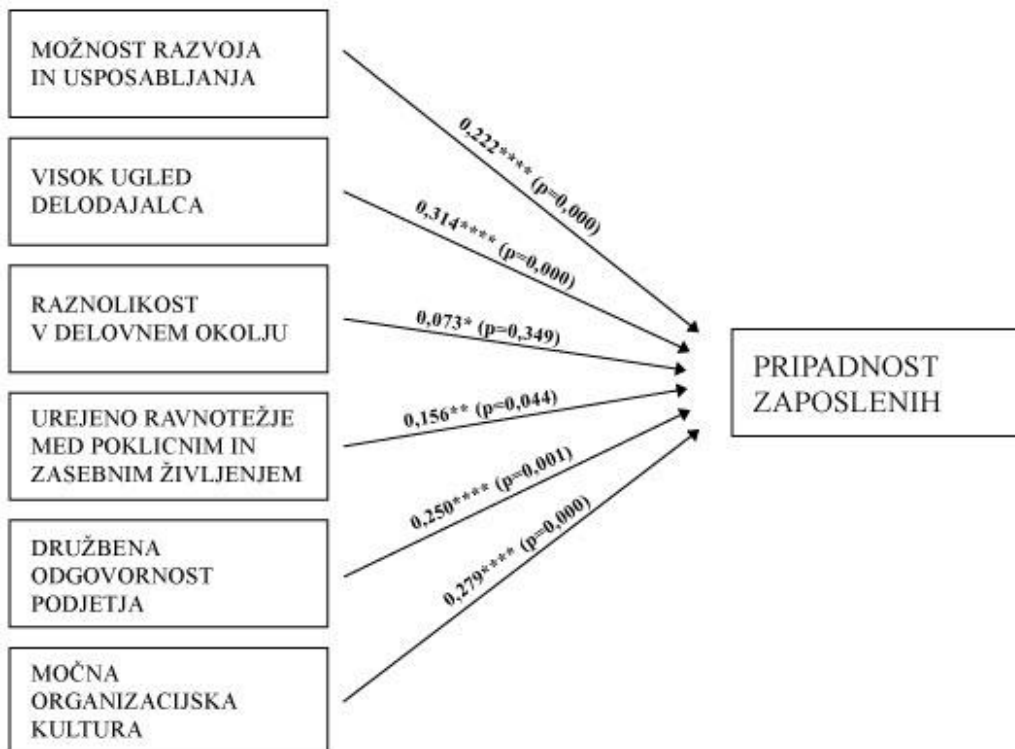 MOŽNOST RAZVOJA
IN USPOSABLJANJA
0,222**** (p=0,000)
VISOK UGLED
DELODAJALCA
0,314**** (p=0,000)
RAZNOLIKOST
V DELOVNEM OKOLJU
0,073* (p=0,349)
PRIPADNOST
ZAPOSLENIH
UREJENO RAVNOTEŽJE
MED POKLICNIM IN
ZASEBNIM ŽIVLJENJEM
0,156** (p=0,044)
DRUŽBENA
ODGOVORNOST
PODJETJA
0,250**** (p=0,001)
MOČNA
ORGANIZACIJSKA
KULTURA
0,279**** (p=0,000)